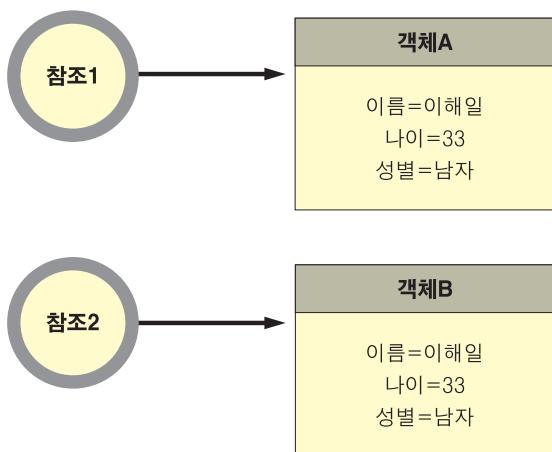 참조1
객체A
이름=이해일
나이=33
성별=남자
참조2
객체B
이름=이해일
나이=33
성별=남자